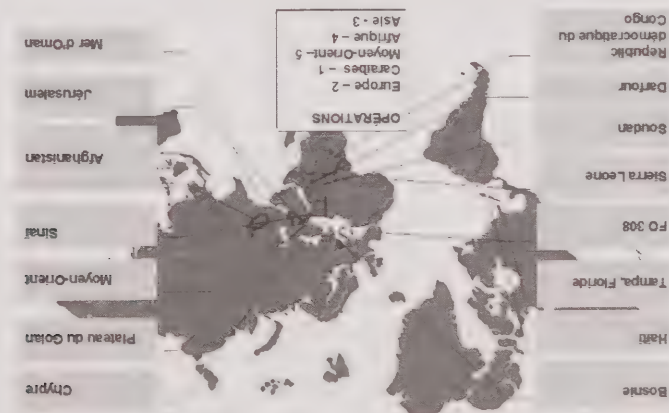 Bosnie
Haïti
Tampa, Floride
FO 308
Sierra Leone
Soudan
Darfour
Republic
démocratique du
Congo
OPÉRATIONS
Europe – 2
Caraïbes – 1
Moyen-Orient – 5
Afrique – 4
Asie - 3
Chypre
Plateau du Golan
Moyen-Orient
Sinaï
Afghanistan
Jérusalem
Mer d'Oman